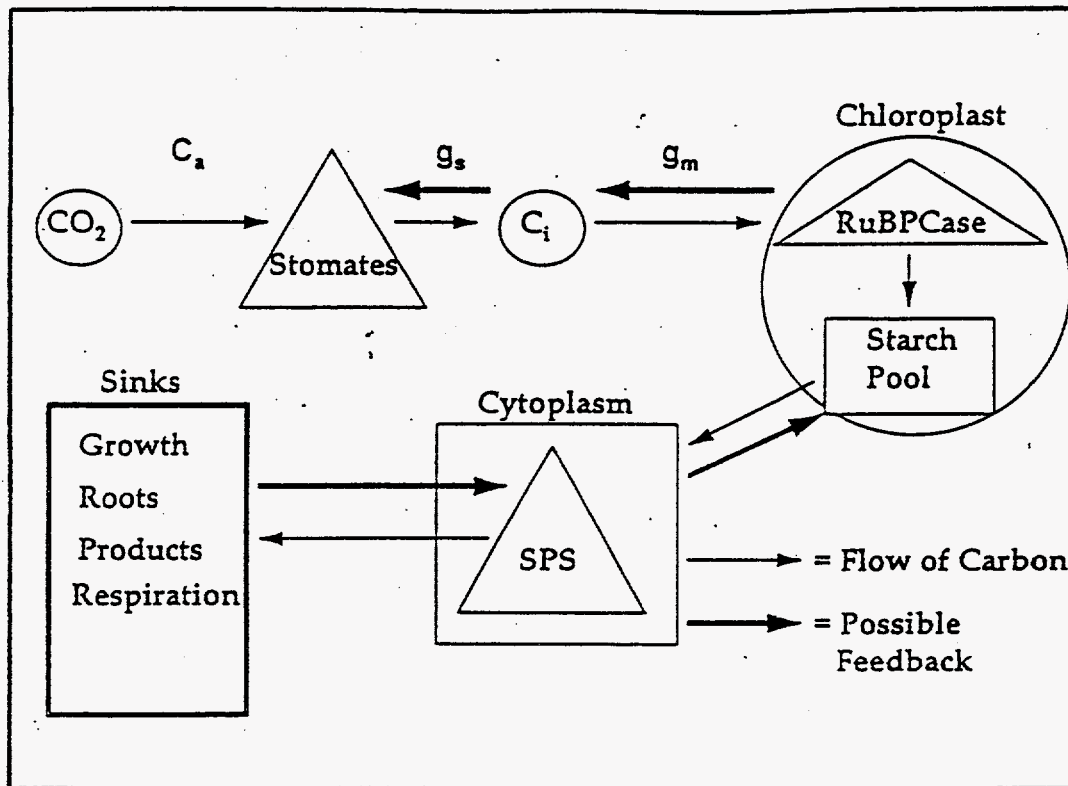 Chloroplast
Cₐ
gₛ
gₘ
CO₂
Stomates
Cᵢ
RuBPCase
Starch
Pool
Sinks
Growth
Roots
Products
Respiration
Cytoplasm
SPS
= Flow of Carbon
= Possible
Feedback